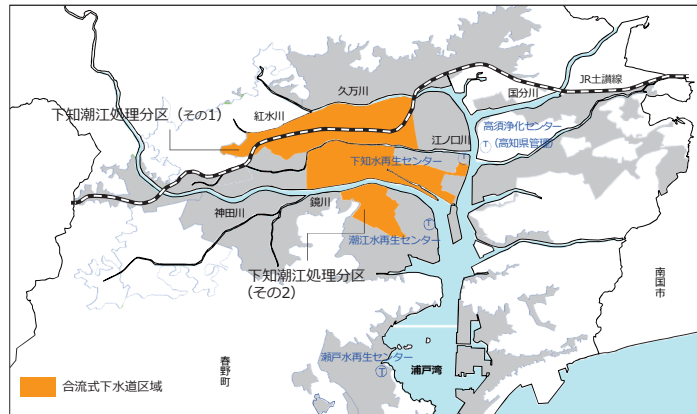 JR土讃線
久万川
国分川
下知潮江処理分区（その1）
紅水川
江ノ口川
高須浄化センター
（高知県管理）
T
下知水再生センター
T
神田川
鏡川
T
潮江水再生センター
下知潮江処理分区
（その2）
南国市
春野町
瀬戸水再生センター
T
浦戸湾
合流式下水道区域